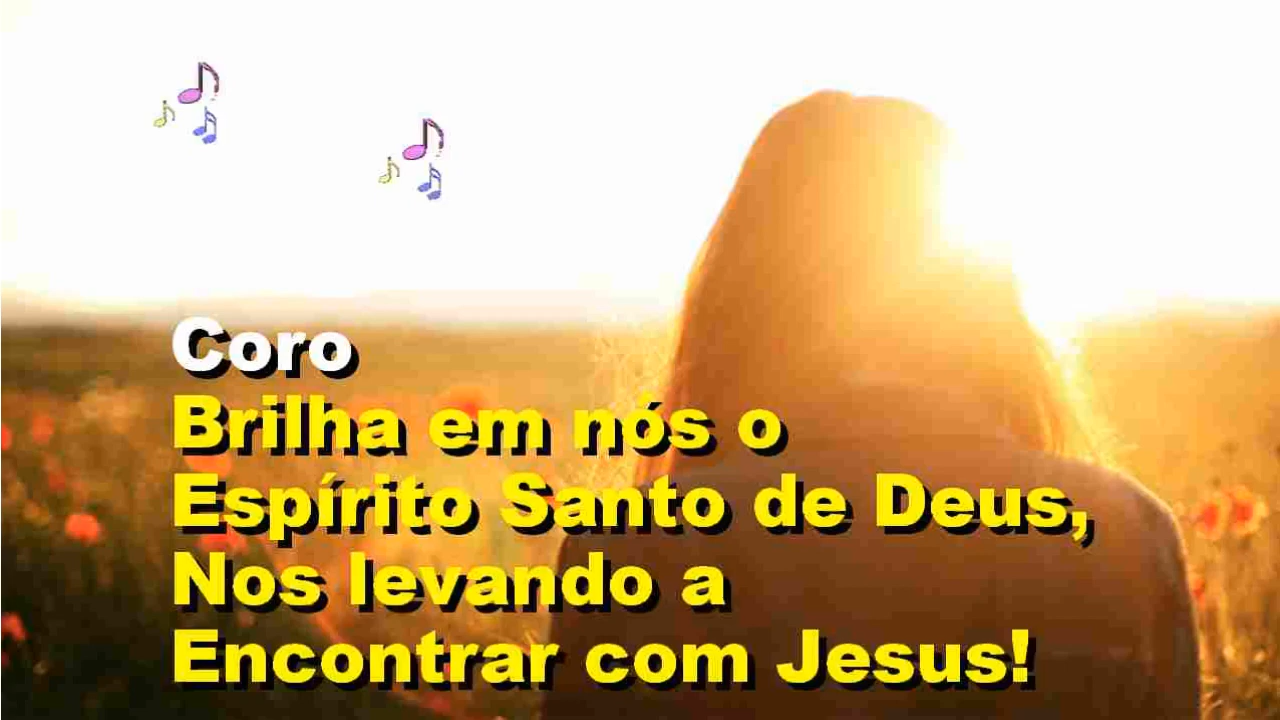 Coro
Brilha em nós o
Espírito Santo de Deus,
Nos levando a
Encontrar com Jesus!